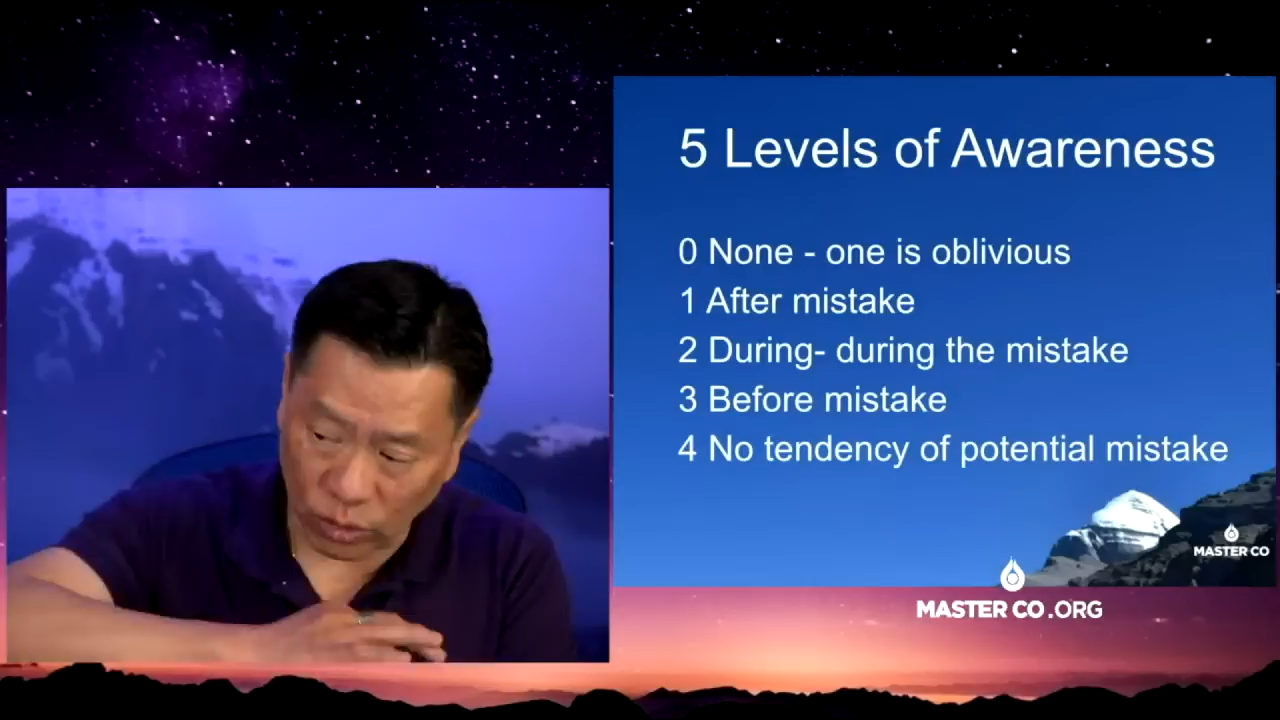 5 Levels of Awareness
0 None - one is oblivious
1 After mistake
2 During- during the mistake
3 Before mistake
4 No tendency of potential mistake
MASTER CO
MASTER CO.ORG